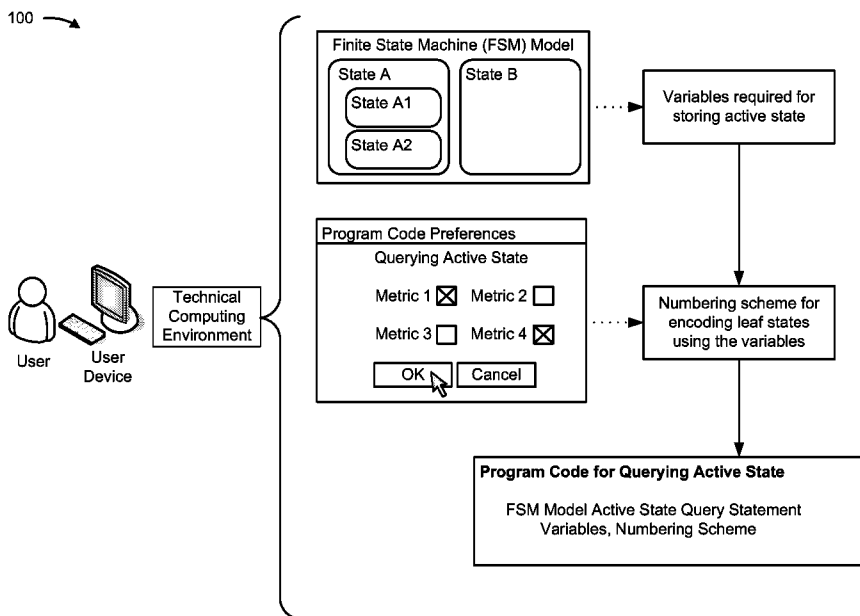 100
Finite State Machine (FSM) Model
State A
State A1
State A2
State B
Variables required for
storing active state
Program Code Preferences
Querying Active State
Metric 1
Metric 2
Metric 3
Metric 4
OK
Cancel
Numbering scheme for
encoding leaf states
using the variables
Technical
Computing
Environment
User
User
Device
Program Code for Querying Active State
FSM Model Active State Query Statement
Variables, Numbering Scheme